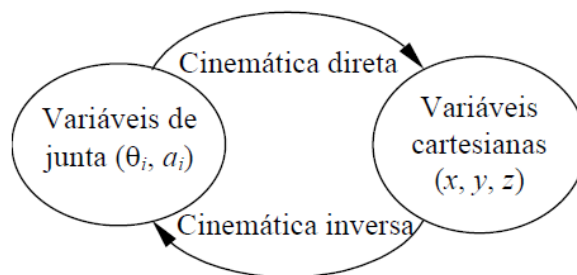 Cinemática direta
Variáveis de
junta (θi, ai)
Variáveis
cartesianas
(x, y, z)
Cinemática inversa